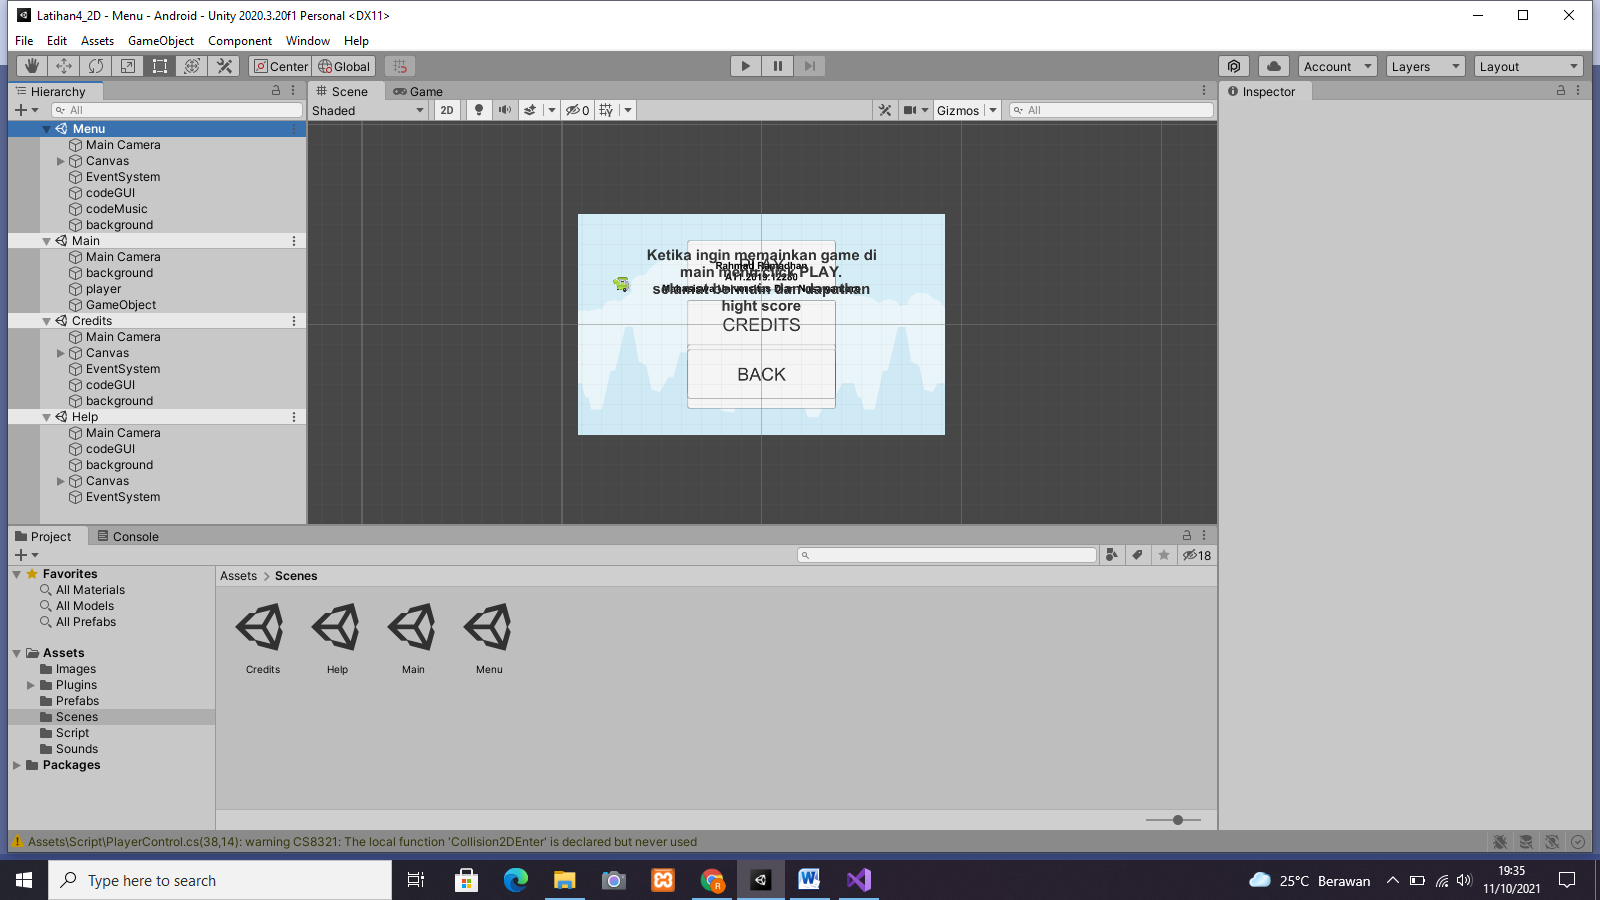 Latihan4_2D - Menu - Android - Unity 2020.3.20f1 Personal <DX11>
File Edit Assets GameObject Component Window Help
Center Global Account Layers Layout
Hierarchy
All
Menu
Main Camera
Canvas
EventSystem
codeGUI
codeMusic
background
Main
Main Camera
background
player
GameObject
Credits
Main Camera
Canvas
EventSystem
codeGUI
background
Help
Main Camera
codeGUI
background
Canvas
EventSystem
Scene Game
Shaded 2D 0 Gizmos All
Ketika ingin memainkan game di
main menu click PLAY.
selamat bermain dan dapatkan
hight score
Rahmad Ramadhan
A11.2019.12280
CREDITS
BACK
Inspector
Project Console
18
Favorites
All Materials
All Models
All Prefabs
Assets
Images
Plugins
Prefabs
Scenes
Script
Sounds
Packages
Assets > Scenes
Credits Help Main Menu
Assets\Script\PlayerControl.cs(38,14): warning CS8321: The local function 'Collision2DEnter' is declared but never used
Type here to search
25°C Berawan
19:35
11/10/2021